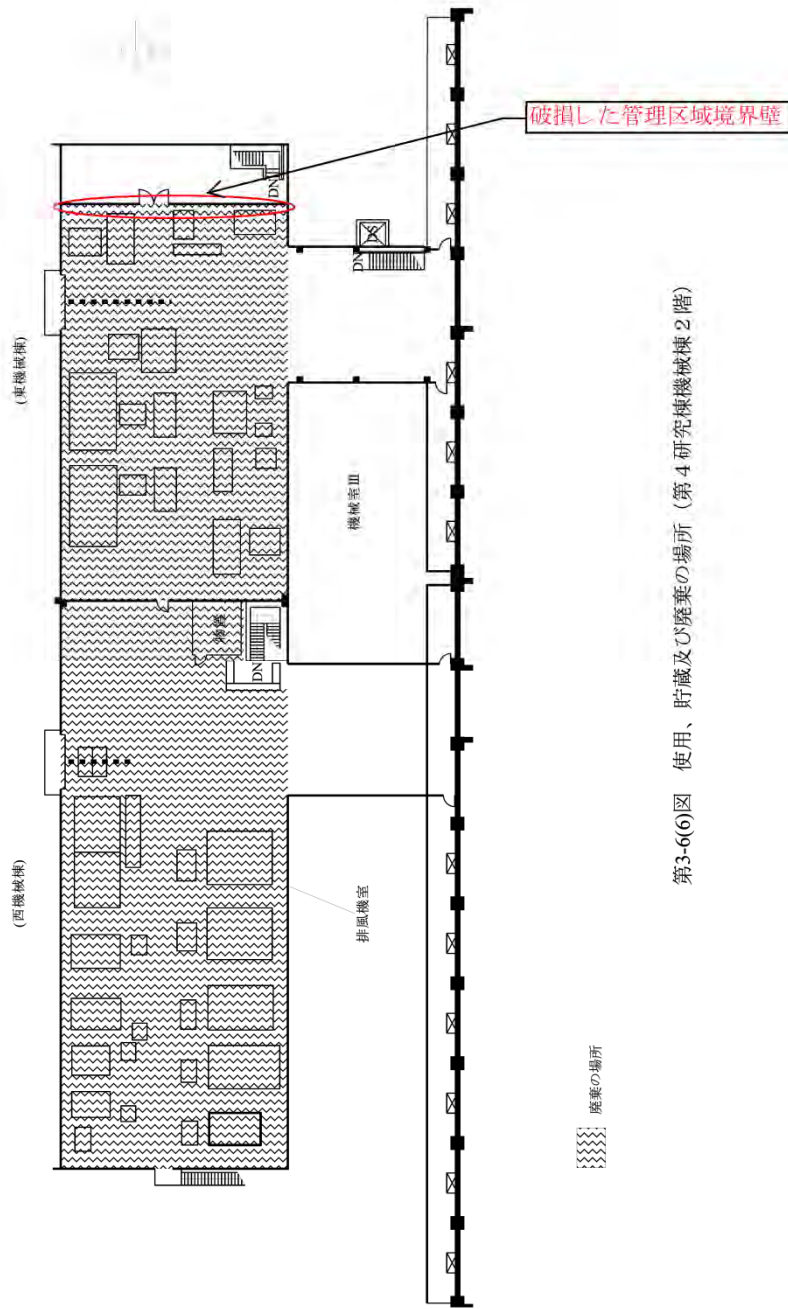 破損した管理区域境界壁
(東機械棟)
(西機械棟)
DN
DN
DS
機械室Ⅲ
物置
DN
排風機室
廃棄の場所
第3-6(6)図　使用、貯蔵及び廃棄の場所（第４研究棟機械棟２階）